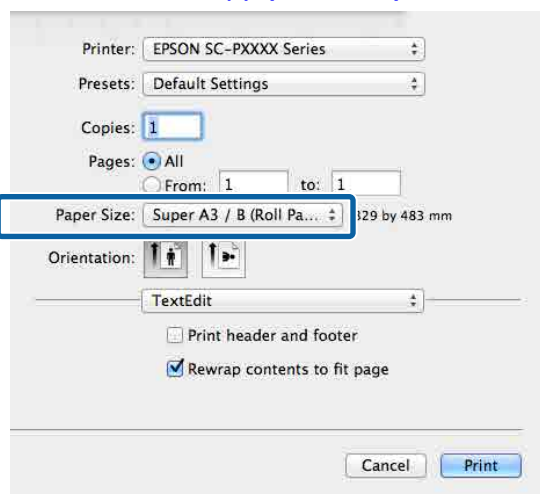 Printer: EPSON SC-PXXXX Series
Presets: Default Settings
Copies: 1
Pages: All
From: 1 to: 1
Paper Size: Super A3 / B (Roll Pa... 329 by 483 mm
Orientation:
TextEdit
Print header and footer
Rewrap contents to fit page
Cancel Print